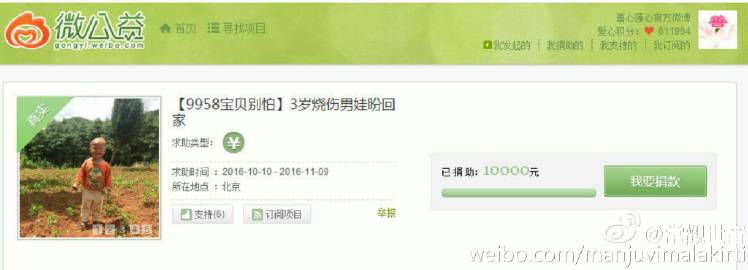 微公益
gongyi.weibo.com
首页
寻找项目
善心莲心官方微博
爱心积分：611964
我发起的 | 我捐助的 | 我支持的 | 我订阅的
真实
【9958宝贝别怕】3岁烧伤男娃盼回
家
求助类型：¥
求助时间：2016-10-10 - 2016-11-09
所在地点：北京
支持(6)
订阅项目
举报
1 2 3 4 5
已捐助：10000元
我要捐款
weibo.com/manjuvimalakirti